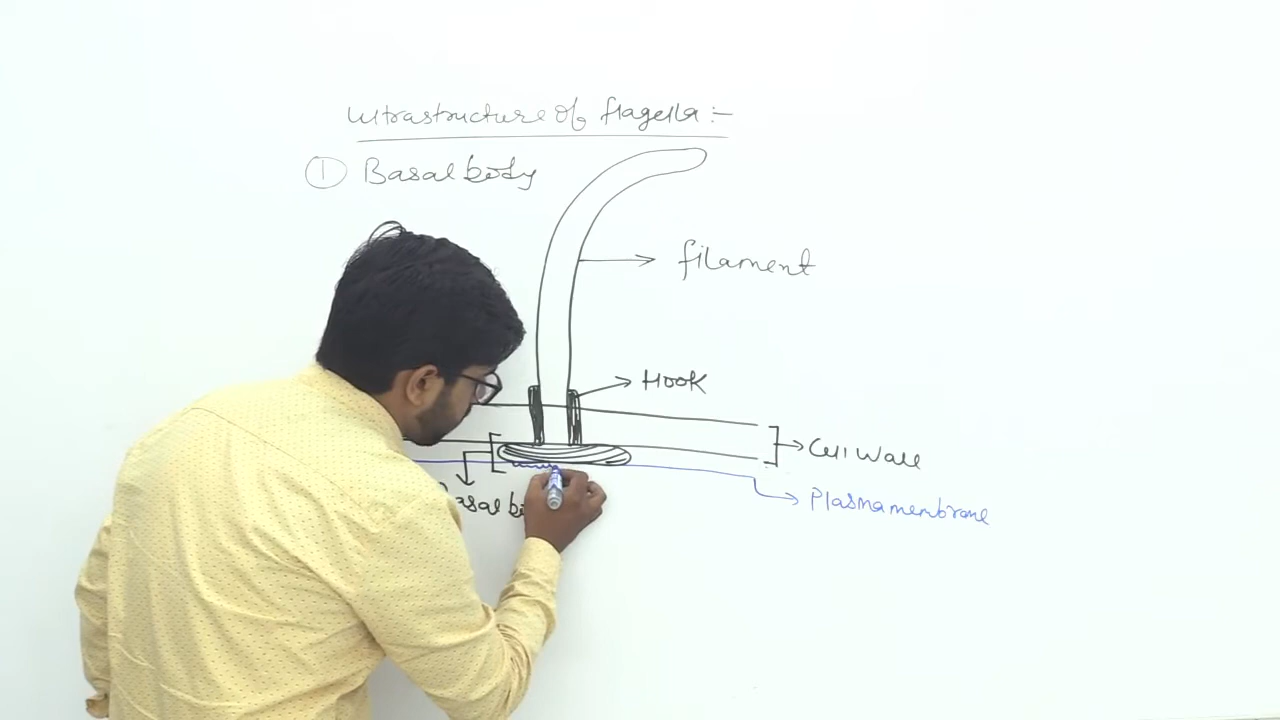 Ultrastructure of flagella :-
① Basal body
filament
Hook
Cell wall
Plasmamembrane